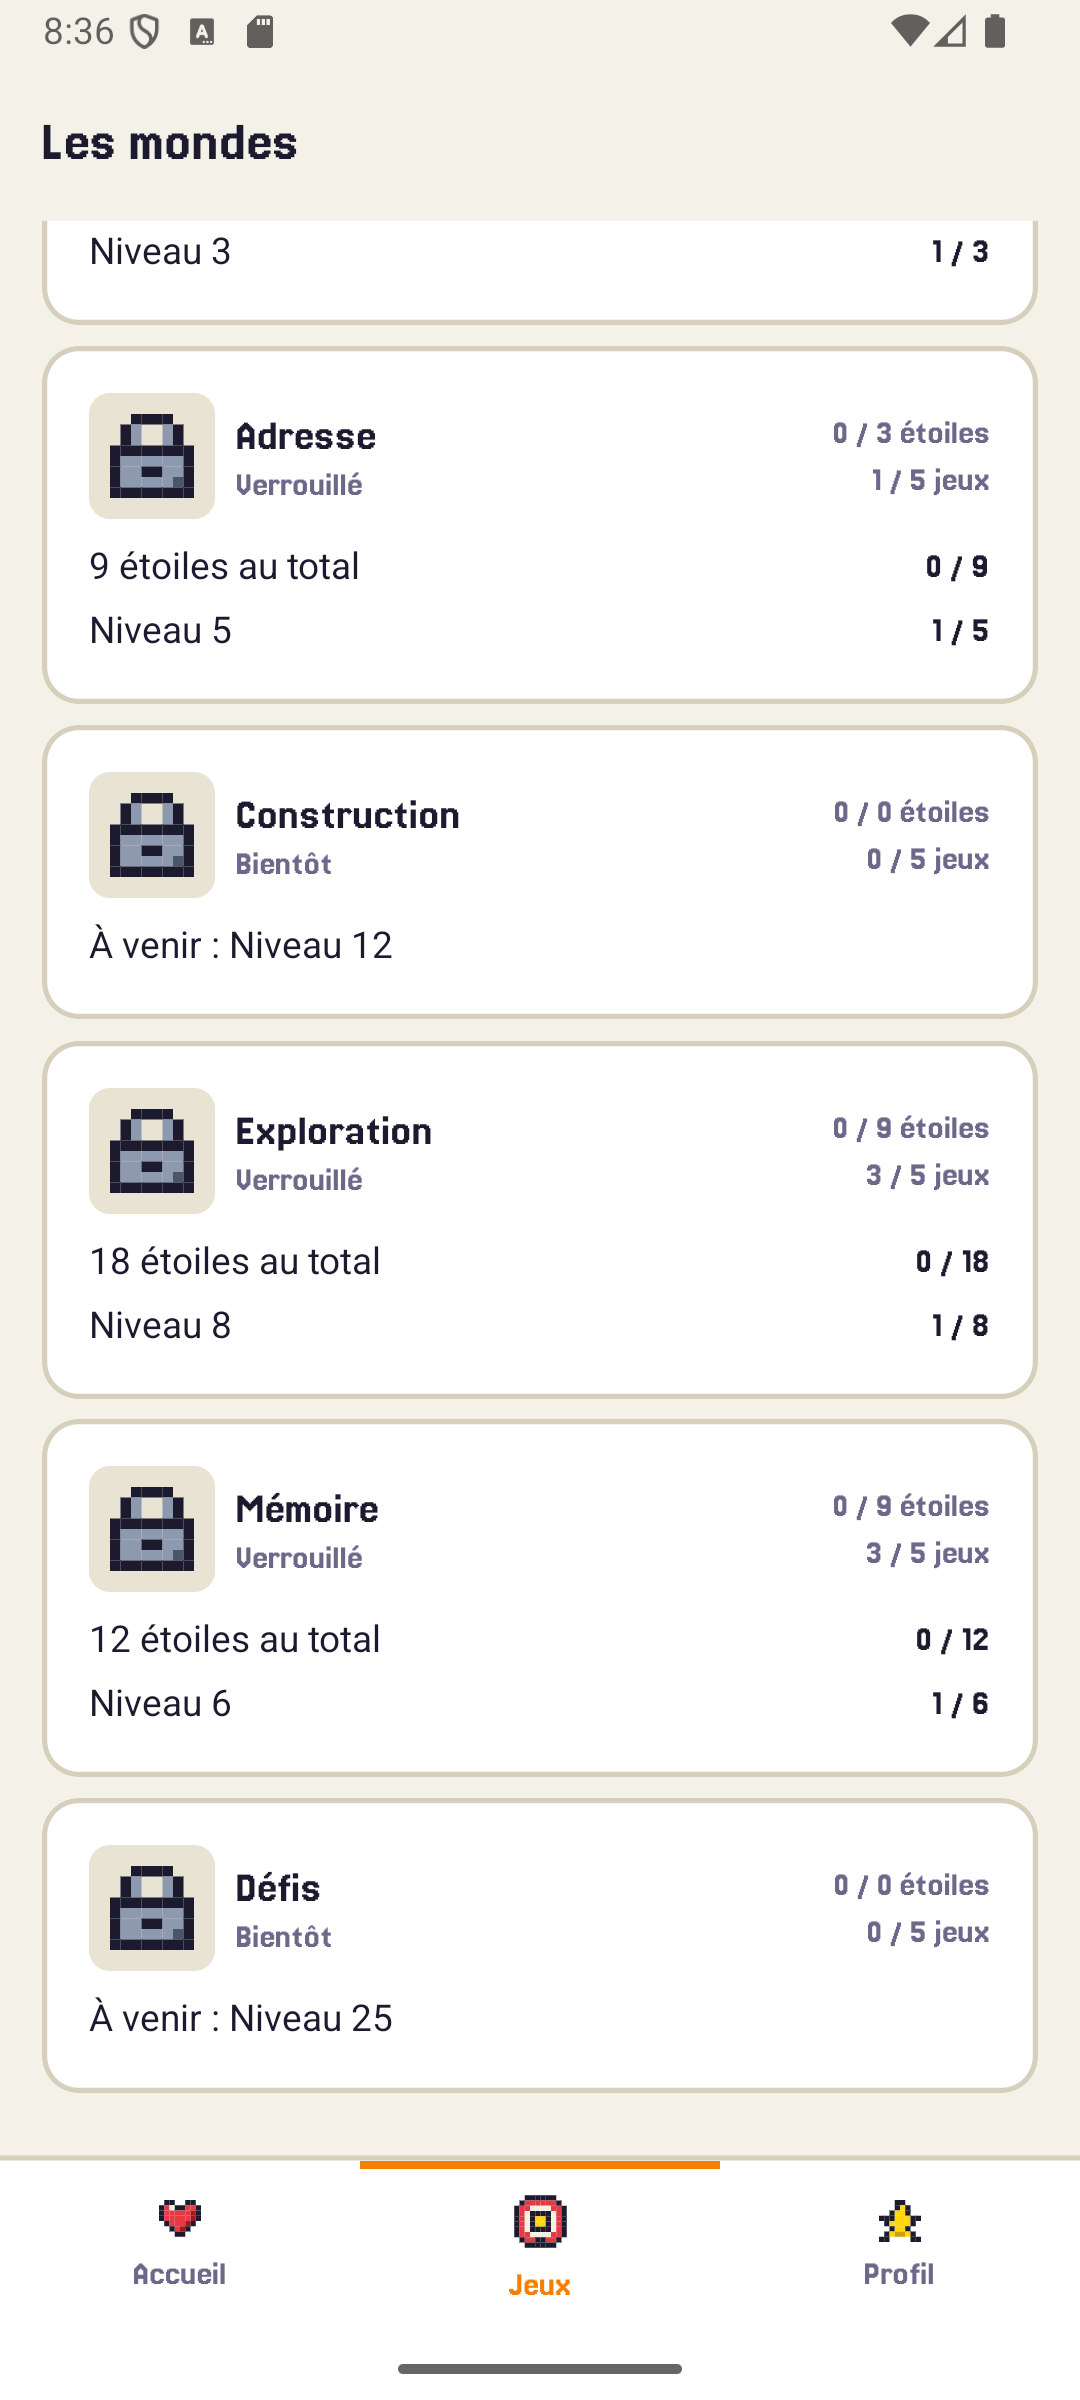 8:36
Les mondes
Niveau 3 1 / 3
Adresse 0 / 3 étoiles
Verrouillé 1 / 5 jeux
9 étoiles au total 0 / 9
Niveau 5 1 / 5
Construction 0 / 0 étoiles
Bientôt 0 / 5 jeux
À venir : Niveau 12
Exploration 0 / 9 étoiles
Verrouillé 3 / 5 jeux
18 étoiles au total 0 / 18
Niveau 8 1 / 8
Mémoire 0 / 9 étoiles
Verrouillé 3 / 5 jeux
12 étoiles au total 0 / 12
Niveau 6 1 / 6
Défis 0 / 0 étoiles
Bientôt 0 / 5 jeux
À venir : Niveau 25
Accueil Jeux Profil